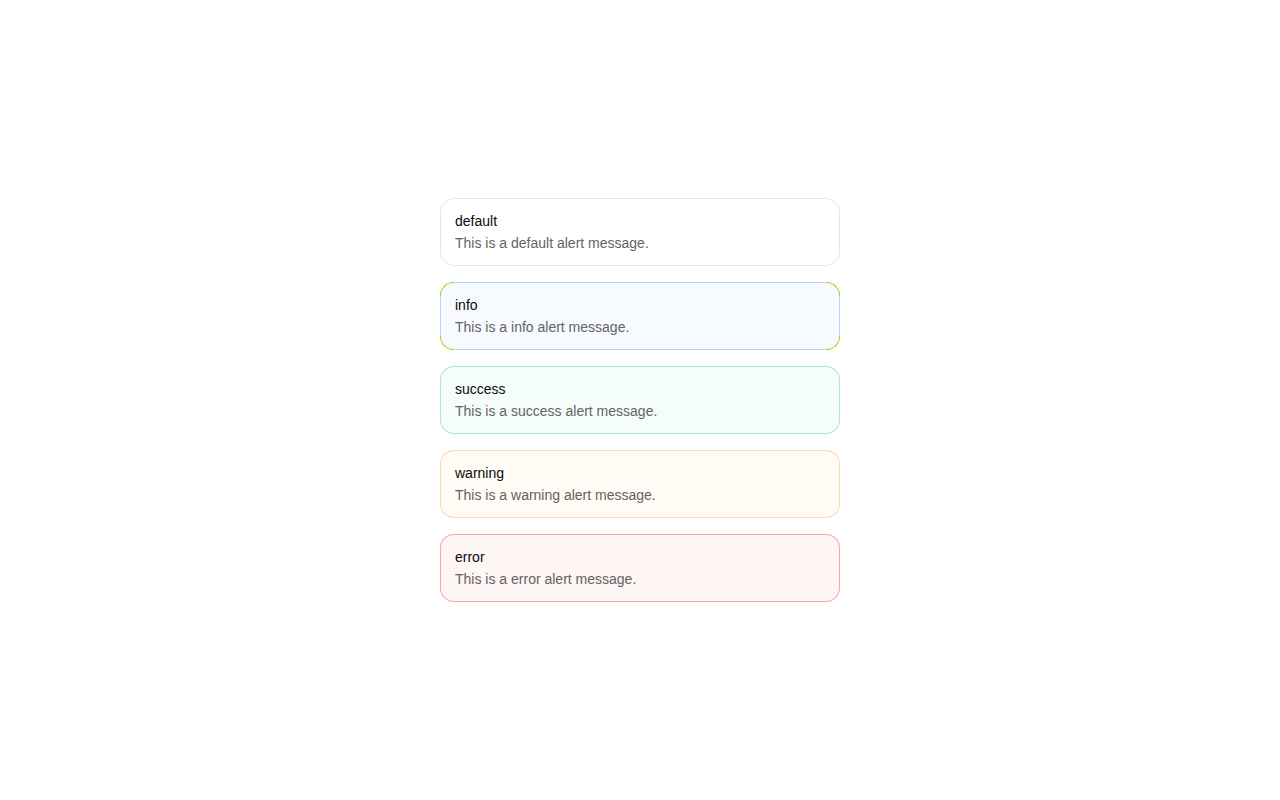 default
This is a default alert message.
info
This is a info alert message.
success
This is a success alert message.
warning
This is a warning alert message.
error
This is a error alert message.